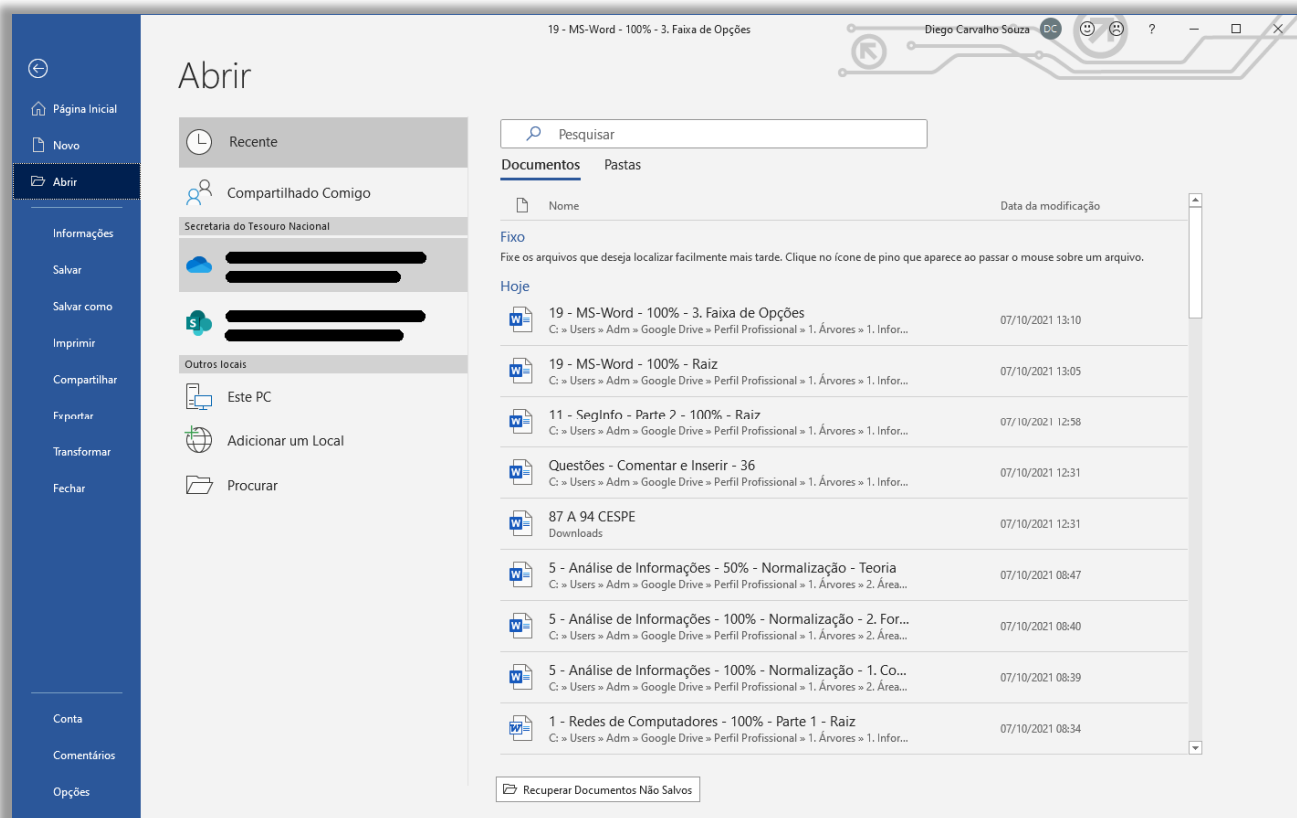 19 - MS-Word - 100% - 3. Faixa de Opções
Diego Carvalho Souza DC ?
Página Inicial
Novo
Abrir
Informações
Salvar
Salvar como
Imprimir
Compartilhar
Exportar
Transformar
Fechar
Conta
Comentários
Opções
Abrir
Recente
Compartilhado Comigo
Secretaria do Tesouro Nacional
Outros locais
Este PC
Adicionar um Local
Procurar
Pesquisar
Documentos Pastas
Nome Data da modificação
Fixo
Fixe os arquivos que deseja localizar facilmente mais tarde. Clique no ícone de pino que aparece ao passar o mouse sobre um arquivo.
Hoje
19 - MS-Word - 100% - 3. Faixa de Opções
C: » Users » Adm » Google Drive » Perfil Profissional » 1. Árvores » 1. Infor...
07/10/2021 13:10
19 - MS-Word - 100% - Raiz
C: » Users » Adm » Google Drive » Perfil Profissional » 1. Árvores » 1. Infor...
07/10/2021 13:05
11 - SegInfo - Parte 2 - 100% - Raiz
C: » Users » Adm » Google Drive » Perfil Profissional » 1. Árvores » 1. Infor...
07/10/2021 12:58
Questões - Comentar e Inserir - 36
C: » Users » Adm » Google Drive » Perfil Profissional » 1. Árvores » 1. Infor...
07/10/2021 12:31
87 A 94 CESPE
Downloads
07/10/2021 12:31
5 - Análise de Informações - 50% - Normalização - Teoria
C: » Users » Adm » Google Drive » Perfil Profissional » 1. Árvores » 2. Área...
07/10/2021 08:47
5 - Análise de Informações - 100% - Normalização - 2. For...
C: » Users » Adm » Google Drive » Perfil Profissional » 1. Árvores » 2. Área...
07/10/2021 08:40
5 - Análise de Informações - 100% - Normalização - 1. Co...
C: » Users » Adm » Google Drive » Perfil Profissional » 1. Árvores » 2. Área...
07/10/2021 08:39
1 - Redes de Computadores - 100% - Parte 1 - Raiz
C: » Users » Adm » Google Drive » Perfil Profissional » 1. Árvores » 1. Infor...
07/10/2021 08:34
Recuperar Documentos Não Salvos